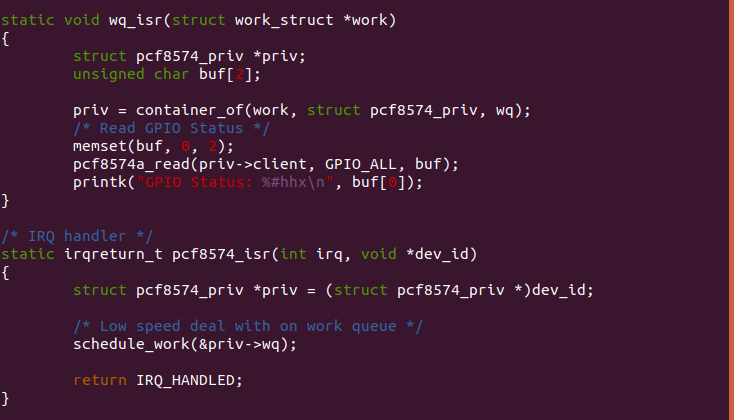 static void wq_isr(struct work_struct *work)
{
        struct pcf8574_priv *priv;
        unsigned char buf[2];

        priv = container_of(work, struct pcf8574_priv, wq);
        /* Read GPIO Status */
        memset(buf, 0, 2);
        pcf8574a_read(priv->client, GPIO_ALL, buf);
        printk("GPIO Status: %#hhx\n", buf[0]);
}

/* IRQ handler */
static irqreturn_t pcf8574_isr(int irq, void *dev_id)
{
        struct pcf8574_priv *priv = (struct pcf8574_priv *)dev_id;

        /* Low speed deal with on work queue */
        schedule_work(&priv->wq);

        return IRQ_HANDLED;
}